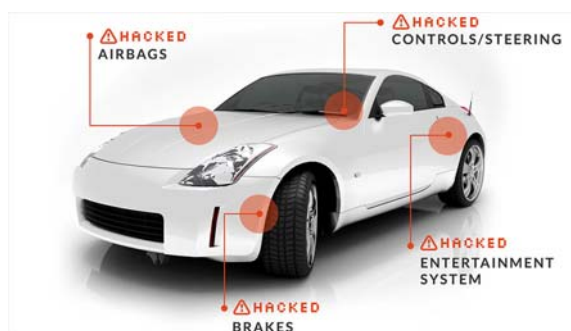 HACKED
AIRBAGS
HACKED
CONTROLS/STEERING
HACKED
ENTERTAINMENT
SYSTEM
HACKED
BRAKES